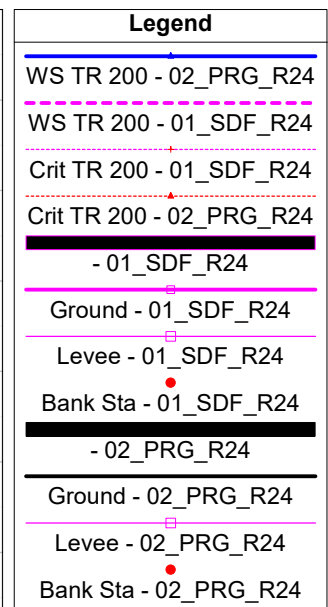 Legend
WS TR 200 - 02_PRG_R24
WS TR 200 - 01_SDF_R24
Crit TR 200 - 01_SDF_R24
Crit TR 200 - 02_PRG_R24
- 01_SDF_R24
Ground - 01_SDF_R24
Levee - 01_SDF_R24
Bank Sta - 01_SDF_R24
- 02_PRG_R24
Ground - 02_PRG_R24
Levee - 02_PRG_R24
Bank Sta - 02_PRG_R24